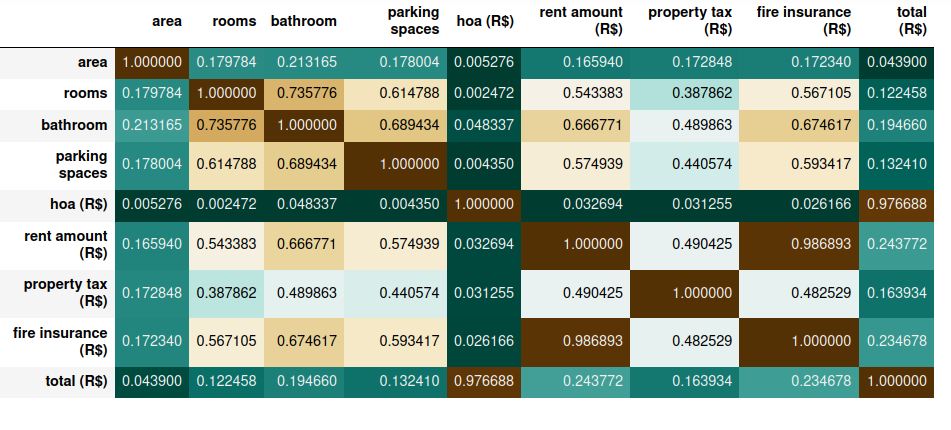 area rooms bathroom parking spaces hoa (R$) rent amount (R$) property tax (R$) fire insurance (R$) total (R$)
area 1.000000 0.179784 0.213165 0.178004 0.005276 0.165940 0.172848 0.172340 0.043900
rooms 0.179784 1.000000 0.735776 0.614788 0.002472 0.543383 0.387862 0.567105 0.122458
bathroom 0.213165 0.735776 1.000000 0.689434 0.048337 0.666771 0.489863 0.674617 0.194660
parking spaces 0.178004 0.614788 0.689434 1.000000 0.004350 0.574939 0.440574 0.593417 0.132410
hoa (R$) 0.005276 0.002472 0.048337 0.004350 1.000000 0.032694 0.031255 0.026166 0.976688
rent amount (R$) 0.165940 0.543383 0.666771 0.574939 0.032694 1.000000 0.490425 0.986893 0.243772
property tax (R$) 0.172848 0.387862 0.489863 0.440574 0.031255 0.490425 1.000000 0.482529 0.163934
fire insurance (R$) 0.172340 0.567105 0.674617 0.593417 0.026166 0.986893 0.482529 1.000000 0.234678
total (R$) 0.043900 0.122458 0.194660 0.132410 0.976688 0.243772 0.163934 0.234678 1.000000